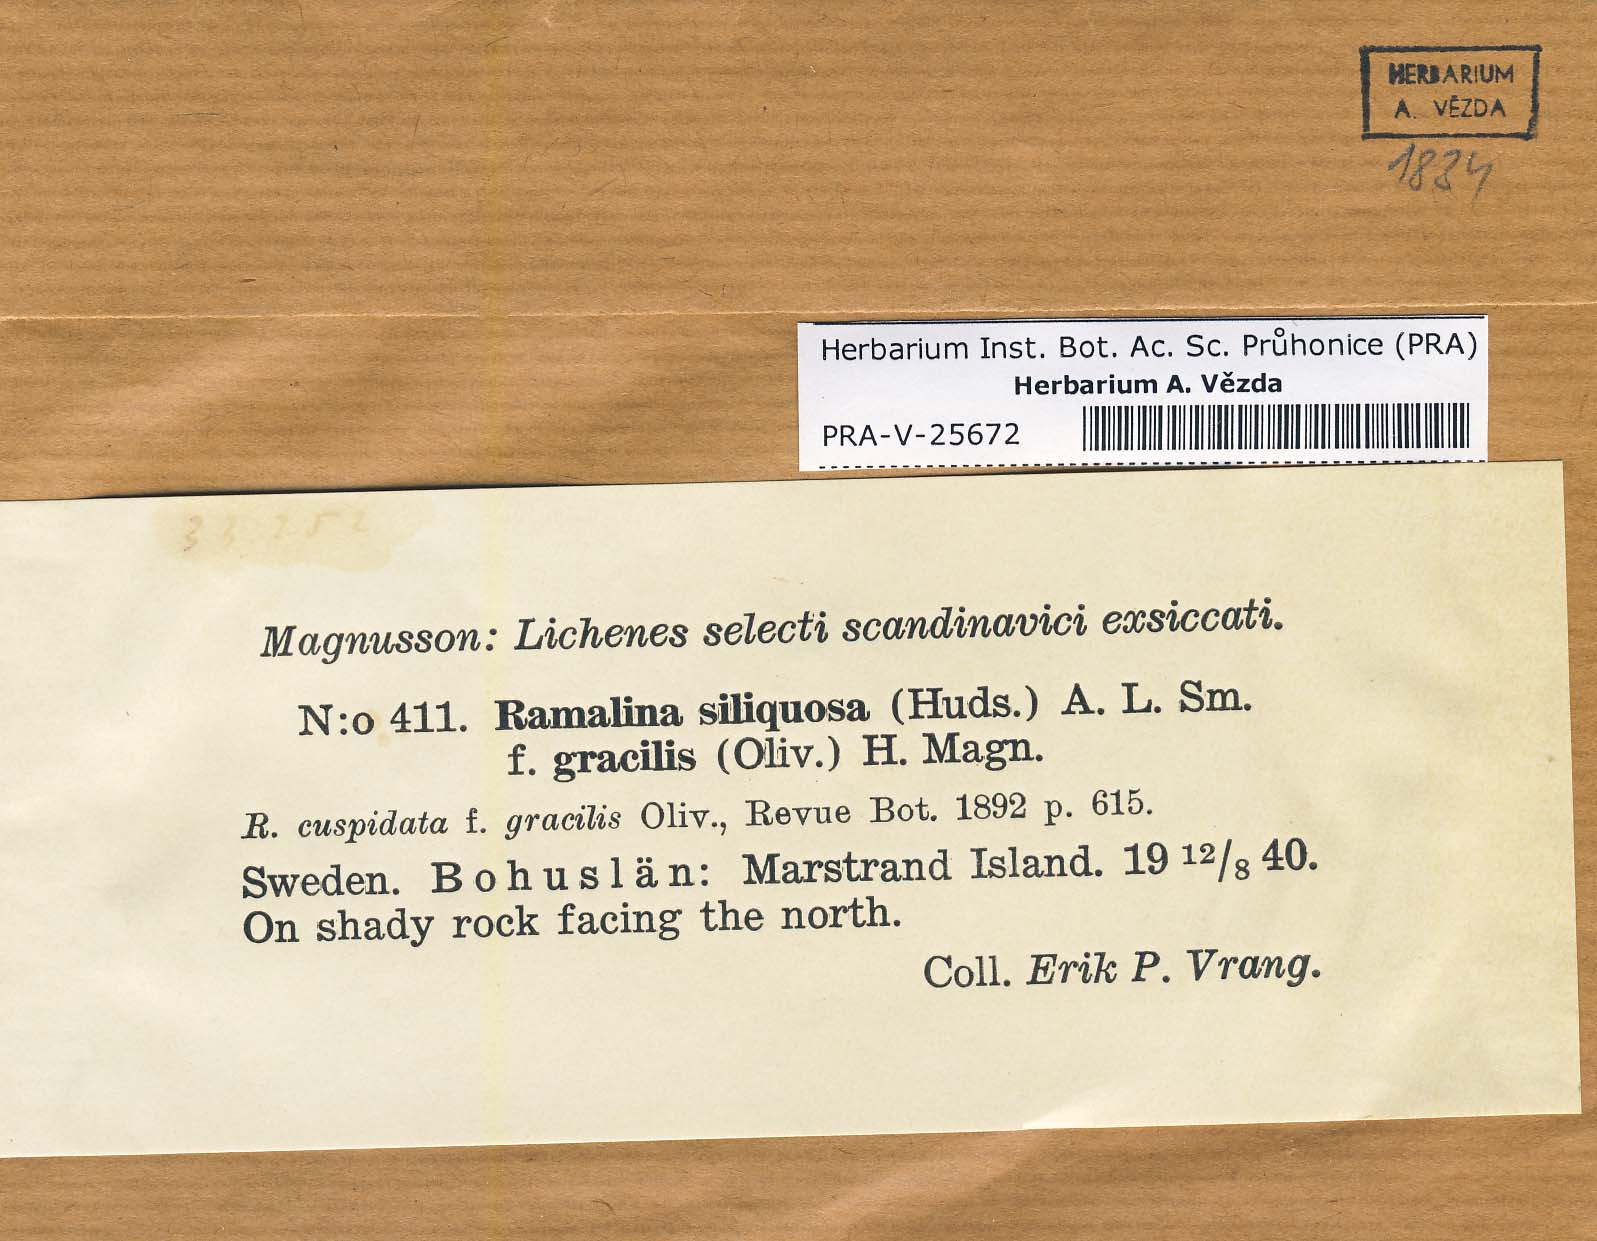 HERBARIUM
A. VĚZDA
1834
Herbarium Inst. Bot. Ac. Sc. Průhonice (PRA)
Herbarium A. Vězda
PRA-V-25672
Magnusson: Lichenes selecti scandinavici exsiccati.
N:o 411. Ramalina siliquosa (Huds.) A. L. Sm.
f. gracilis (Oliv.) H. Magn.
R. cuspidata f. gracilis Oliv., Revue Bot. 1892 p. 615.
Sweden. Bohuslän: Marstrand Island. 19 12/8 40.
On shady rock facing the north.
Coll. Erik P. Vrang.